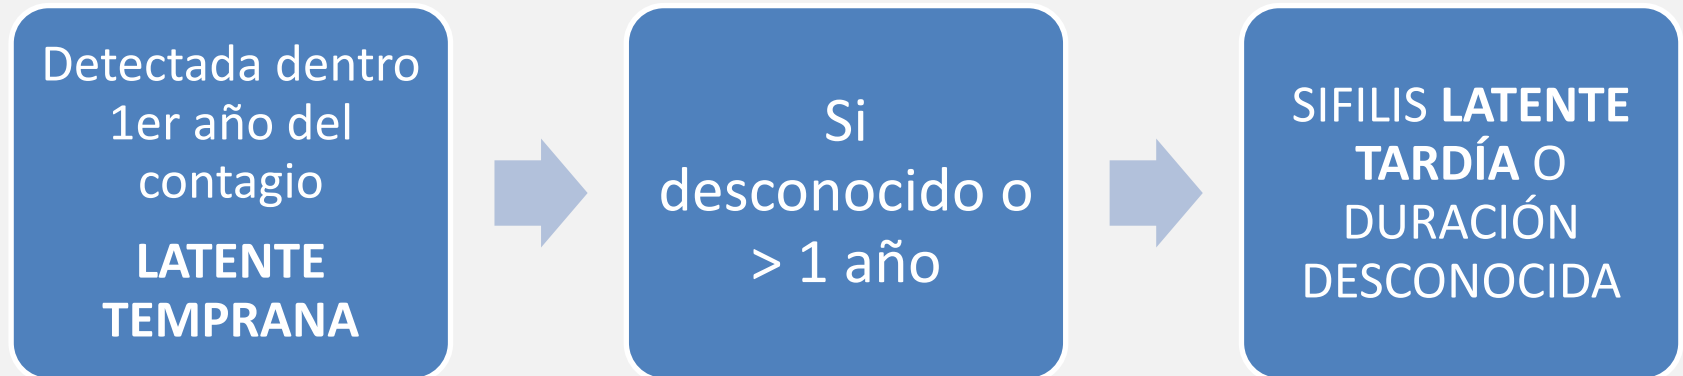 Detectada dentro
1er año del
contagio
LATENTE
TEMPRANA
Si
desconocido o
> 1 año
SIFILIS LATENTE
TARDÍA O
DURACIÓN
DESCONOCIDA